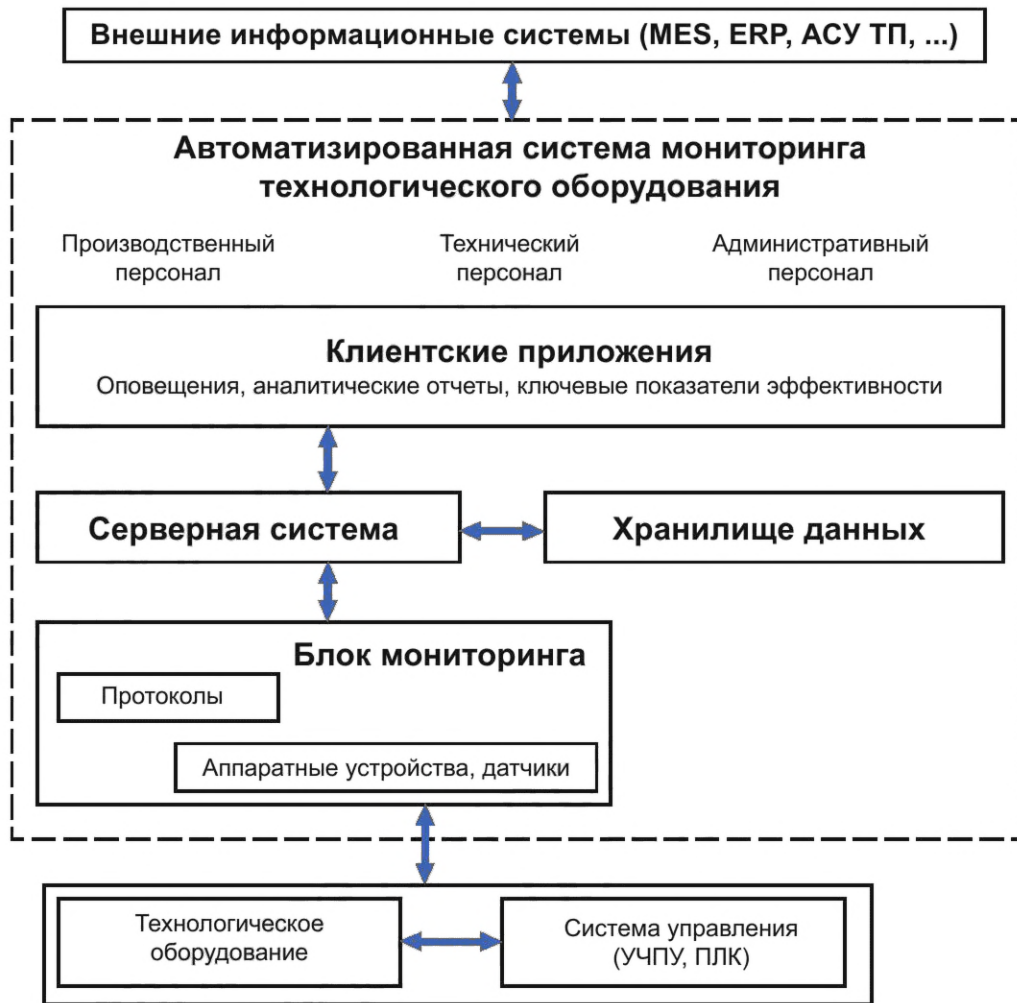 Внешние информационные системы (MES, ERP, АСУ ТП, ...)
Автоматизированная система мониторинга
технологического оборудования
Производственный
персонал
Технический
персонал
Административный
персонал
Клиентские приложения
Оповещения, аналитические отчеты, ключевые показатели эффективности
Серверная система
Хранилище данных
Блок мониторинга
Протоколы
Аппаратные устройства, датчики
Технологическое
оборудование
Система управления
(УЧПУ, ПЛК)